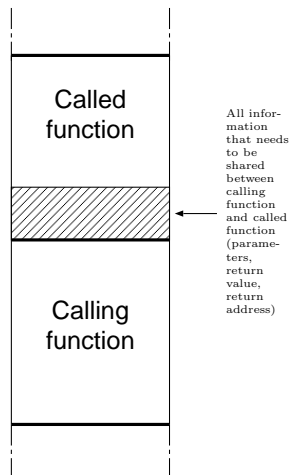 Called
function
All infor-
mation
that needs
to be
shared
between
calling
function
and called
function
(parame-
ters,
return
value,
return
address)
Calling
function